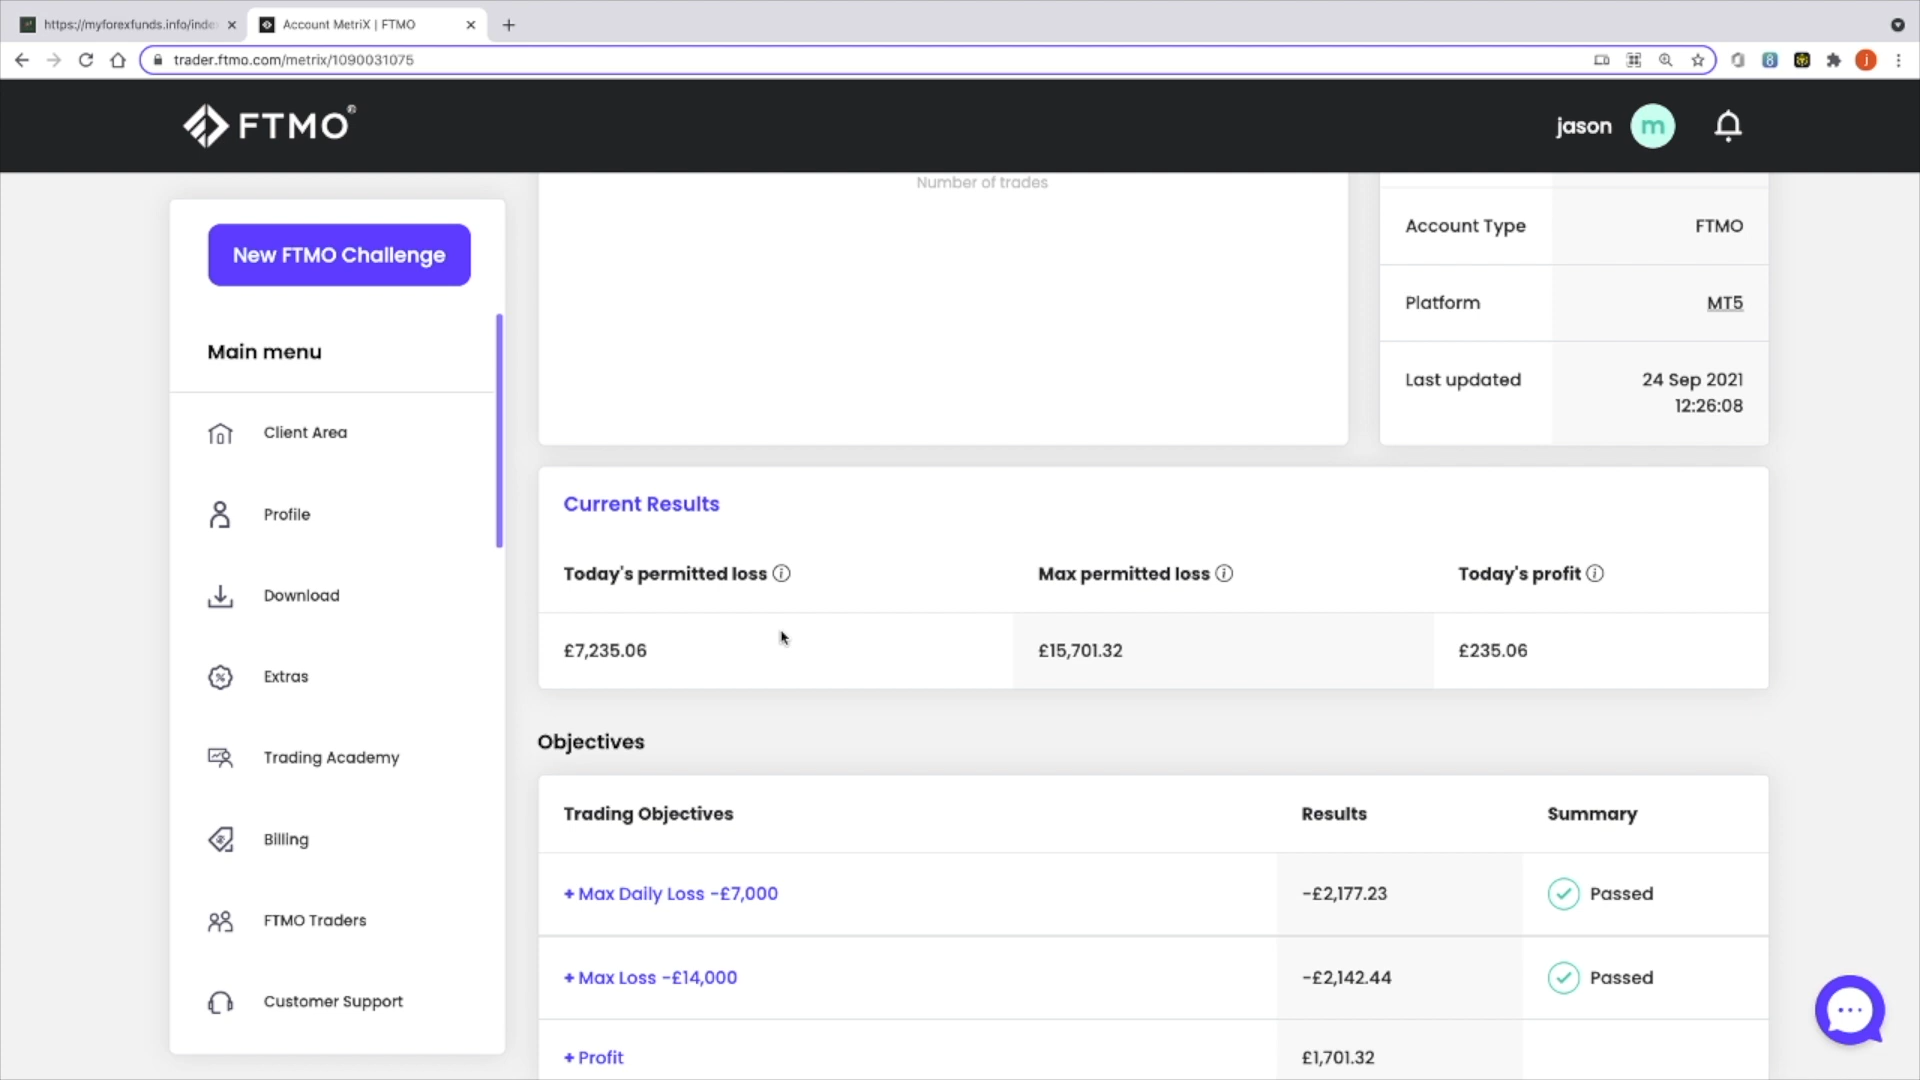 https://myforexfunds.info/inde
Account MetriX | FTMO
trader.ftmo.com/metrix/1090031075
8
j
FTMO®
jason
m
New FTMO Challenge
Main menu
Client Area
Profile
Download
Extras
Trading Academy
Billing
FTMO Traders
Customer Support
Number of trades
Account Type FTMO
Platform MT5
Last updated 24 Sep 2021
12:26:08
Current Results
Today's permitted loss Max permitted loss Today's profit
£7,235.06 £15,701.32 £235.06
Objectives
Trading Objectives Results Summary
+ Max Daily Loss -£7,000 -£2,177.23 Passed
+ Max Loss -£14,000 -£2,142.44 Passed
+ Profit £1,701.32